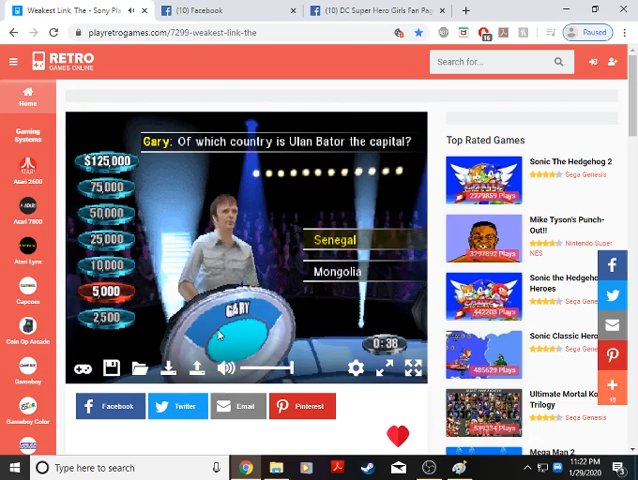 Weakest Link, The • Sony Pla
(10) Facebook
(10) DC Super Hero Girls Fan Pag
playretrogames.com/7299-weakest-link-the
Paused
RETRO
GAMES ONLINE
Search for...
Home
Gaming
Systems
Atari 2600
Atari 7800
Atari Lynx
Capcom
Coin Op Arcade
Gameboy
Gameboy Color
Gary: Of which country is Ulan Bator the capital?
$125,000
75,000
50,000
25,000
10,000
5,000
2500
Senegal
Mongolia
GARY
0:38
Facebook
Twitter
Email
Pinterest
Top Rated Games
Sonic The Hedgehog 2
Sega Genesis
Mike Tyson's Punch-
Out!!
Nintendo Super
NES
Sonic the Hedgeho
Heroes
Sega
Sonic Classic Hero
Sega
Ultimate Mortal Ko
Trilogy
Sega Genesis
Mega Man 2
15
Type here to search
11:22 PM
1/29/2020